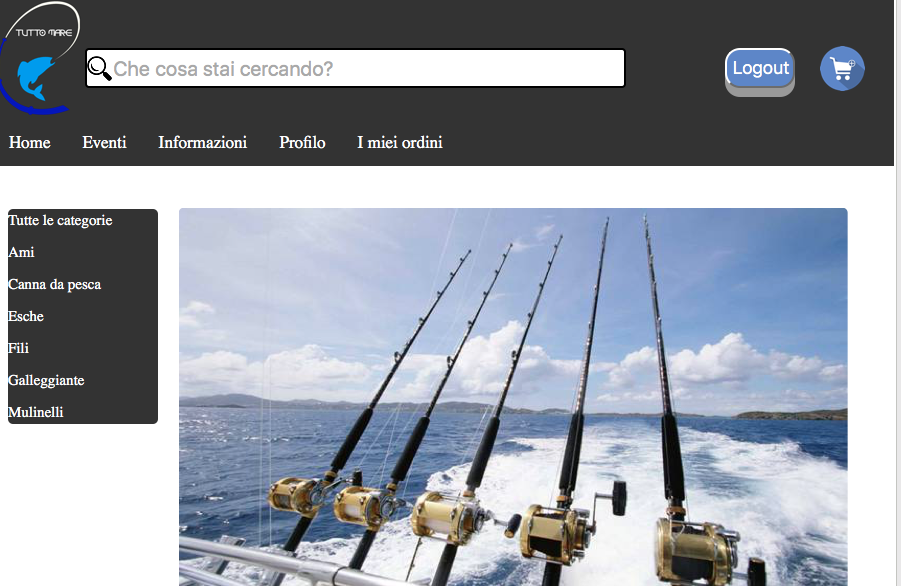 TUTTO MARE
Che cosa stai cercando?
Logout
Home Eventi Informazioni Profilo I miei ordini
Tutte le categorie
Ami
Canna da pesca
Esche
Fili
Galleggiante
Mulinelli